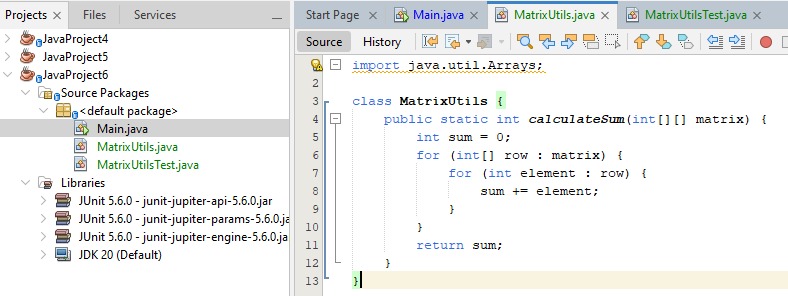 Projects × Files Services
JavaProject4
JavaProject5
JavaProject6
Source Packages
<default package>
Main.java
MatrixUtils.java
MatrixUtilsTest.java
Libraries
JUnit 5.6.0 - junit-jupiter-api-5.6.0.jar
JUnit 5.6.0 - junit-jupiter-params-5.6.0.ja
JUnit 5.6.0 - junit-jupiter-engine-5.6.0.ja
JDK 20 (Default)
Start Page × Main.java × MatrixUtils.java × MatrixUtilsTest.java ×
Source History
import java.util.Arrays;
3 class MatrixUtils {
4 public static int calculateSum(int[][] matrix) {
5 int sum = 0;
6 for (int[] row : matrix) {
7 for (int element : row) {
8 sum += element;
9 }
10 }
11 return sum;
12 }
13 }